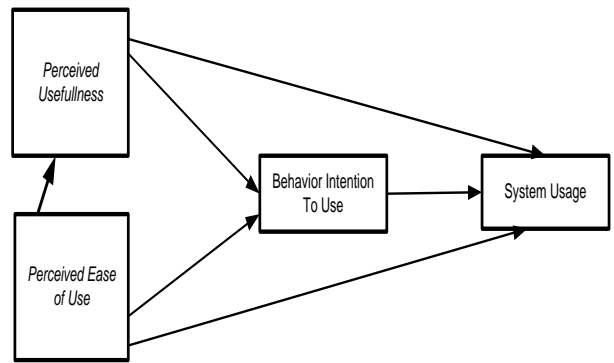 Perceived
Usefullness
Behavior Intention
To Use
System Usage
Perceived Ease
of Use